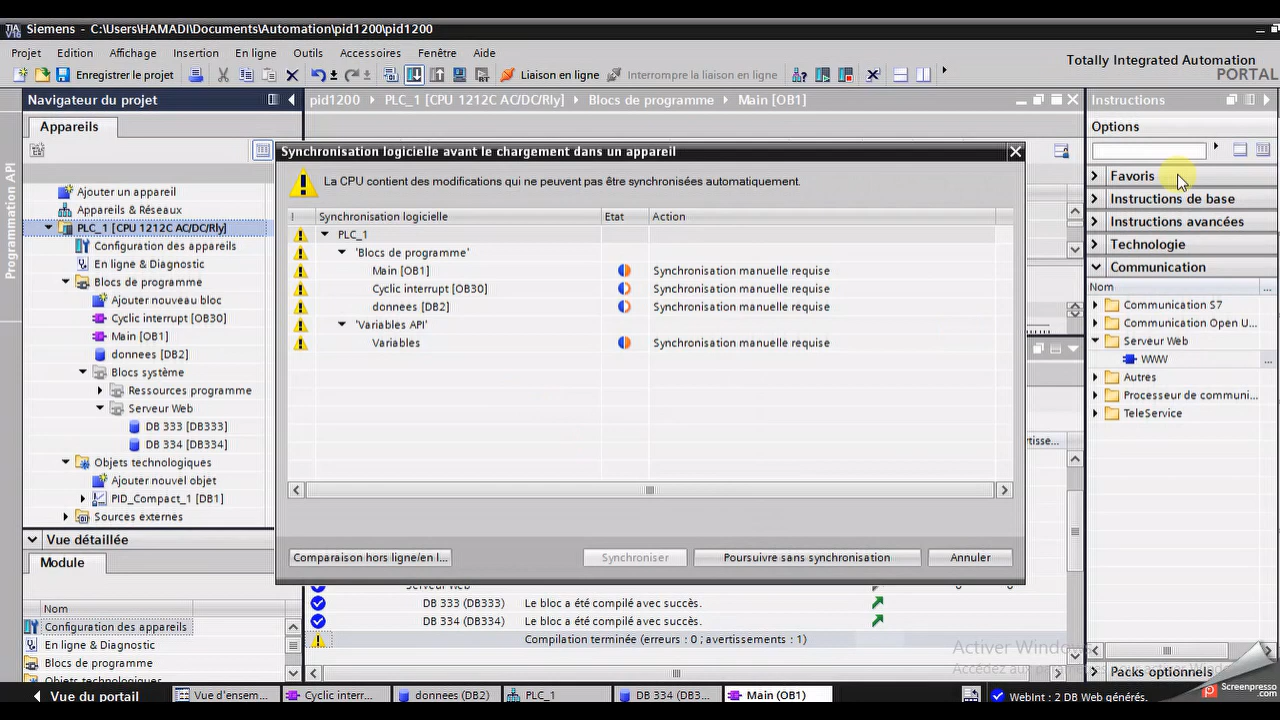 Siemens - C:\Users\HAMADI\Documents\Automation\pid1200\pid1200
TIA
V16
Projet Edition Affichage Insertion En ligne Outils Accessoires Fenêtre Aide
Totally Integrated Automation
PORTAL
Enregistrer le projet Liaison en ligne Interrompre la liaison en ligne
Navigateur du projet
pid1200 PLC_1 [CPU 1212C AC/DC/Rly] Blocs de programme Main [OB1]
Instructions
Appareils
Options
Programmation API
Ajouter un appareil
Appareils & Réseaux
PLC_1 [CPU 1212C AC/DC/Rly]
Configuration des appareils
En ligne & Diagnostic
Blocs de programme
Ajouter nouveau bloc
Cyclic interrupt [OB30]
Main [OB1]
donnees [DB2]
Blocs système
Ressources programme
Serveur Web
DB 333 [DB333]
DB 334 [DB334]
Objets technologiques
Ajouter nouvel objet
PID_Compact_1 [DB1]
Sources externes
Vue détaillée
Module
Nom
Configuration des appareils
En ligne & Diagnostic
Blocs de programme
Objets technologiques
Synchronisation logicielle avant le chargement dans un appareil
La CPU contient des modifications qui ne peuvent pas être synchronisées automatiquement.
! Synchronisation logicielle Etat Action
PLC_1
'Blocs de programme'
Main [OB1] Synchronisation manuelle requise
Cyclic interrupt [OB30] Synchronisation manuelle requise
donnees [DB2] Synchronisation manuelle requise
'Variables API'
Variables Synchronisation manuelle requise
Comparaison hors ligne/en l... Synchroniser Poursuivre sans synchronisation Annuler
tisse...
Serveur Web 0 0
DB 333 (DB333) Le bloc a été compilé avec succès.
DB 334 (DB334) Le bloc a été compilé avec succès.
Compilation terminée (erreurs : 0 ; avertissements : 1)
Favoris
Instructions de base
Instructions avancées
Technologie
Communication
Nom ...
Communication S7
Communication Open U...
Serveur Web
WWW ...
Autres
Processeur de communi...
TeleService
Packs optionnels
Activer Windows
Accédez aux
Screenpresso
.com
Vue du portail Vue d'ensem... Cyclic interr... donnees (DB2) PLC_1 DB 334 (DB3... Main (OB1) WebInt : 2 DB Web générés.